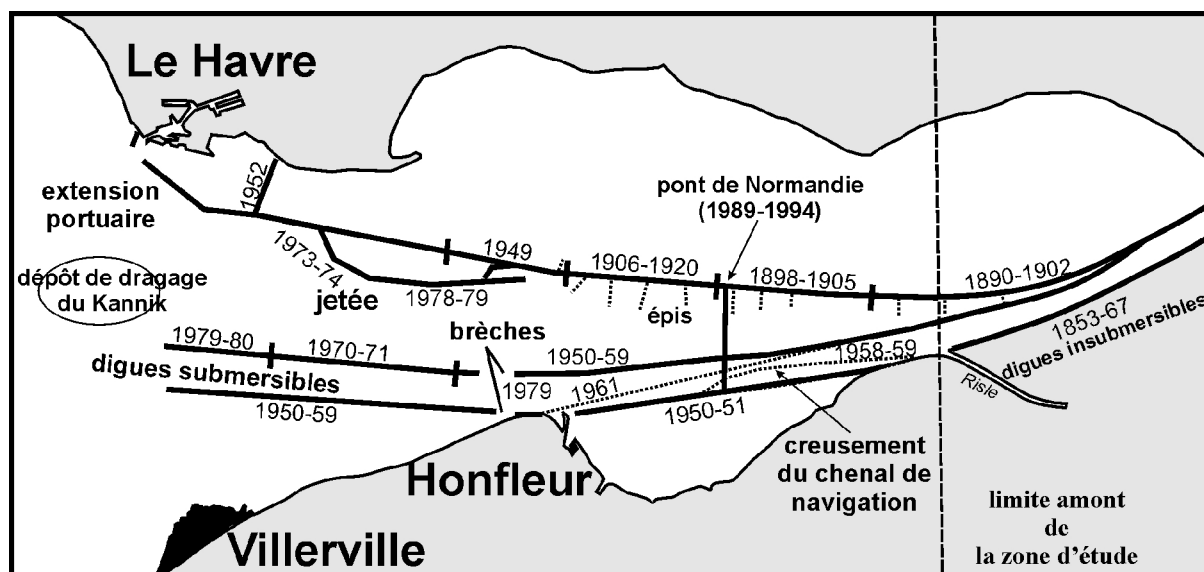 Le Havre
extension
portuaire
1952
pont de Normandie
(1989-1994)
1973-74
1949
1906-1920
1898-1905
1890-1902
dépôt de dragage
du Kannik
jetée
1978-79
épis
1853-67
digues insubmersibles
brèches
1979-80
1970-71
1950-59
1958-59
digues submersibles
1979
1961
Risle
1950-59
1950-51
creusement
du chenal de
navigation
Honfleur
Villerville
limite amont
de
la zone d'étude